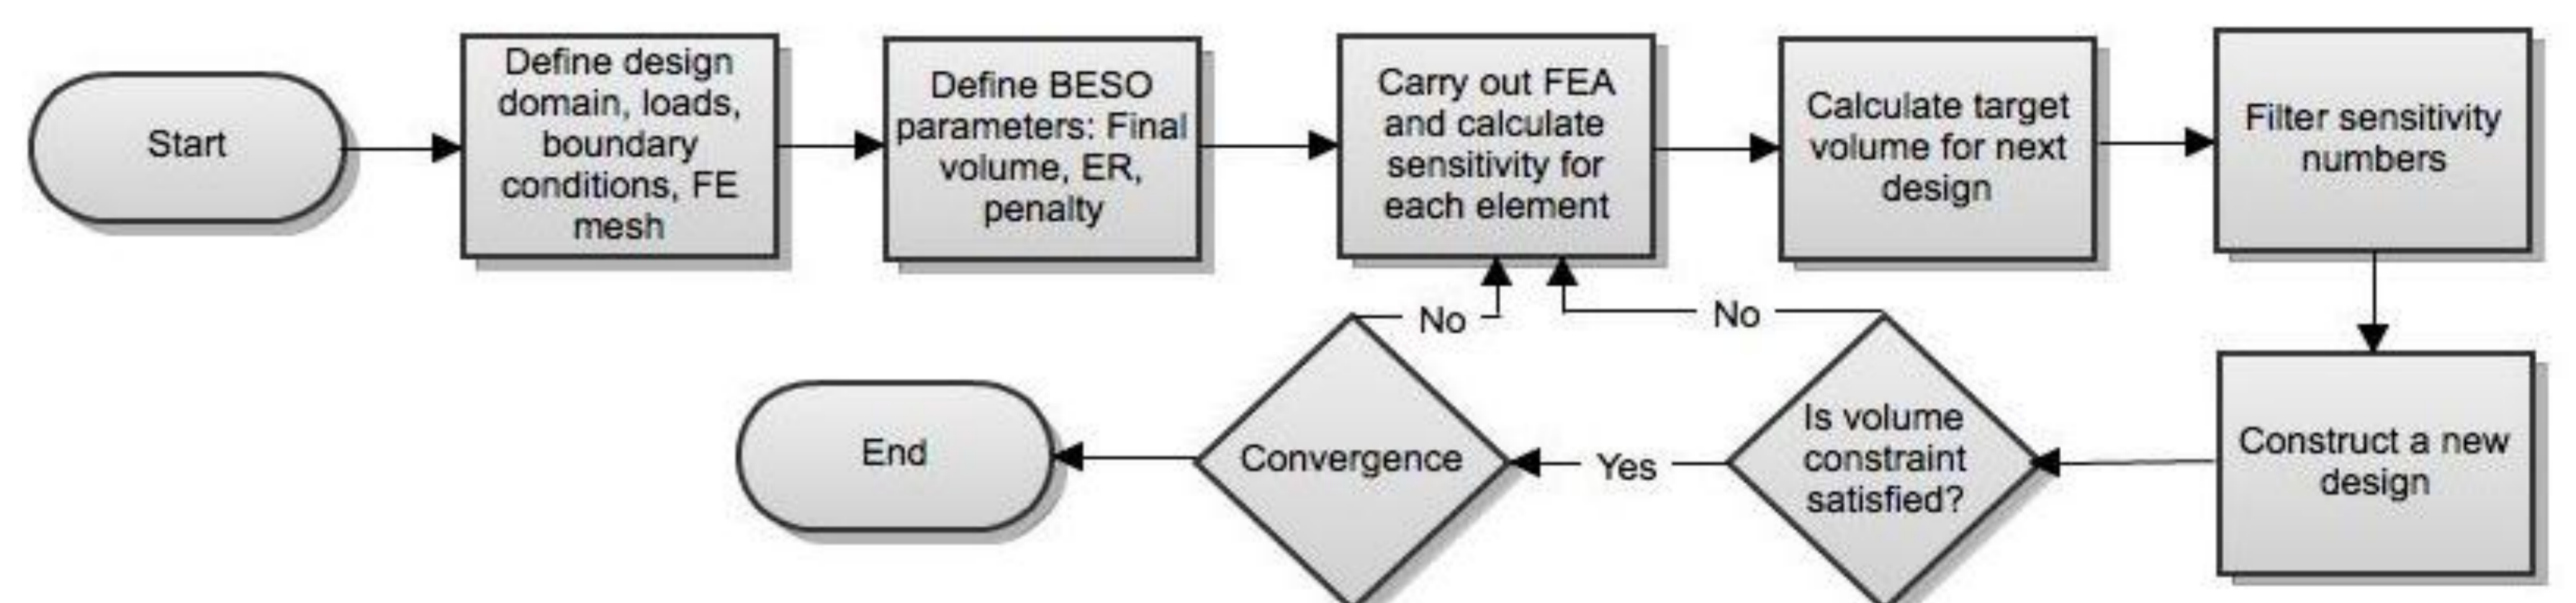 Start
Define design
domain, loads,
boundary
conditions, FE
mesh
Define BESO
parameters: Final
volume, ER,
penalty
Carry out FEA
and calculate
sensitivity for
each element
Calculate target
volume for next
design
Filter sensitivity
numbers
No
No
End
Convergence
Yes
Is volume
constraint
satisfied?
Construct a new
design